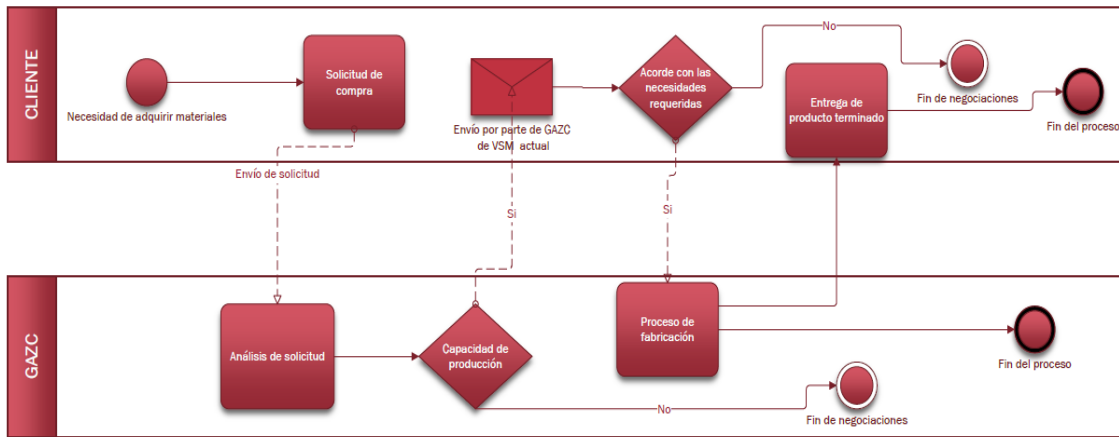 CLIENTE
Necesidad de adquirir materiales
Solicitud de
compra
Envío por parte de GAZC
de VSM actual
Acorde con las
necesidades
requeridas
No
Fin de negociaciones
Entrega de
producto terminado
Fin del proceso
Envío de solicitud
Si
Si
GAZC
Análisis de solicitud
Capacidad de
producción
Proceso de
fabricación
Fin del proceso
No
Fin de negociaciones